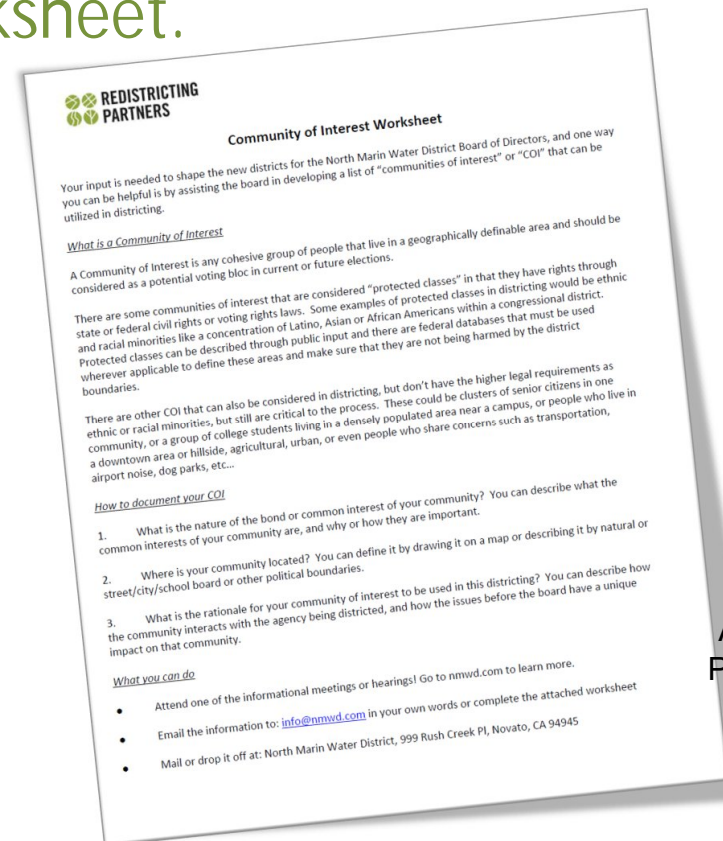 ksheet.
REDISTRICTING
PARTNERS
Community of Interest Worksheet
Your input is needed to shape the new districts for the North Marin Water District Board of Directors, and one way
you can be helpful is by assisting the board in developing a list of “communities of interest” or “COI” that can be
utilized in districting.
What is a Community of Interest
A Community of Interest is any cohesive group of people that live in a geographically definable area and should be
considered as a potential voting bloc in current or future elections.
There are some communities of interest that are considered “protected classes” in that they have rights through
state or federal civil rights or voting rights laws.  Some examples of protected classes in districting would be ethnic
and racial minorities like a concentration of Latino, Asian or African Americans within a congressional district.
Protected classes can be described through public input and there are federal databases that must be used
wherever applicable to define these areas and make sure that they are not being harmed by the district
boundaries.
There are other COI that can also be considered in districting, but don’t have the higher legal requirements as
ethnic or racial minorities, but still are critical to the process.  These could be clusters of senior citizens in one
community, or a group of college students living in a densely populated area near a campus, or people who live in
a downtown area or hillside, agricultural, urban, or even people who share concerns such as transportation,
airport noise, dog parks, etc...
How to document your COI
1. What is the nature of the bond or common interest of your community?  You can describe what the
common interests of your community are, and why or how they are important.
2. Where is your community located?  You can define it by drawing it on a map or describing it by natural or
street/city/school board or other political boundaries.
3. What is the rationale for your community of interest to be used in this districting?  You can describe how
the community interacts with the agency being districted, and how the issues before the board have a unique
impact on that community.
What you can do
• Attend one of the informational meetings or hearings! Go to nmwd.com to learn more.
• Email the information to: info@nmwd.com in your own words or complete the attached worksheet
• Mail or drop it off at: North Marin Water District, 999 Rush Creek Pl, Novato, CA 94945
A
P